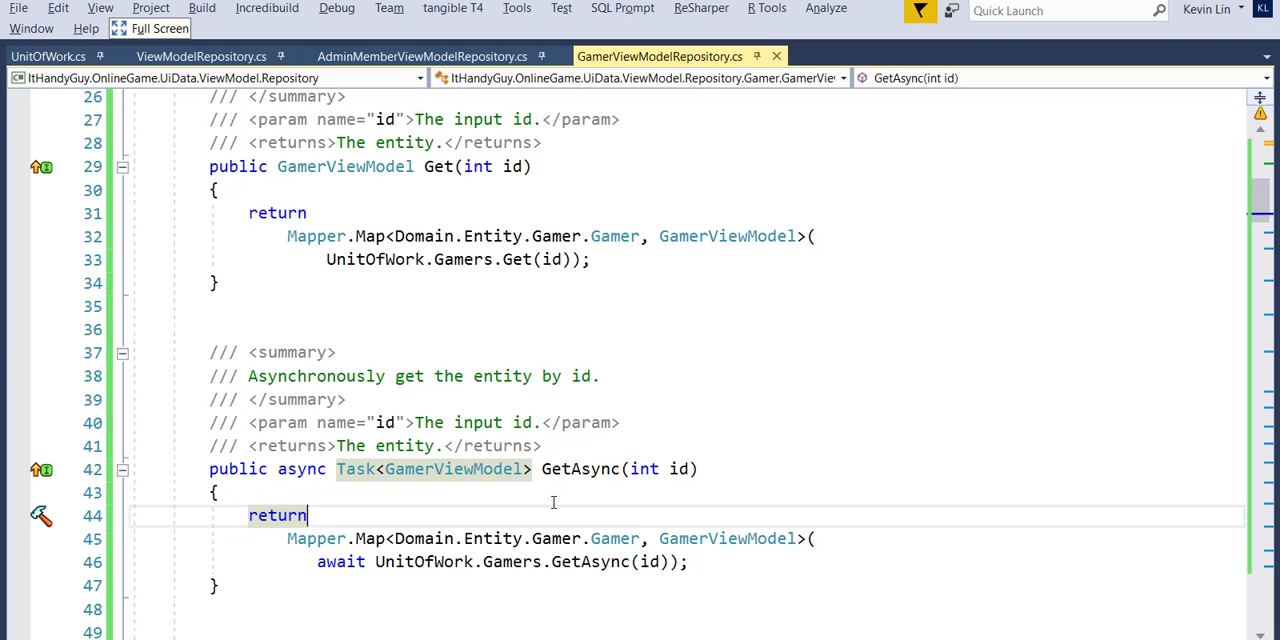 File Edit View Project Build Incredibuild Debug Team tangible T4 Tools Test SQL Prompt ReSharper R Tools Analyze Quick Launch Kevin Lin KL
Window Help Full Screen
UnitOfWork.cs ViewModelRepository.cs AdminMemberViewModelRepository.cs GamerViewModelRepository.cs
ItHandyGuy.OnlineGame.UiData.ViewModel.Repository ItHandyGuy.OnlineGame.UiData.ViewModel.Repository.Gamer.GamerVie GetAsync(int id)
26 /// </summary>
27 /// <param name="id">The input id.</param>
28 /// <returns>The entity.</returns>
29 public GamerViewModel Get(int id)
30 {
31 return
32 Mapper.Map<Domain.Entity.Gamer.Gamer, GamerViewModel>(
33 UnitOfWork.Gamers.Get(id));
34 }
35
36
37 /// <summary>
38 /// Asynchronously get the entity by id.
39 /// </summary>
40 /// <param name="id">The input id.</param>
41 /// <returns>The entity.</returns>
42 public async Task<GamerViewModel> GetAsync(int id)
43 {
44 return
45 Mapper.Map<Domain.Entity.Gamer.Gamer, GamerViewModel>(
46 await UnitOfWork.Gamers.GetAsync(id));
47 }
48
49